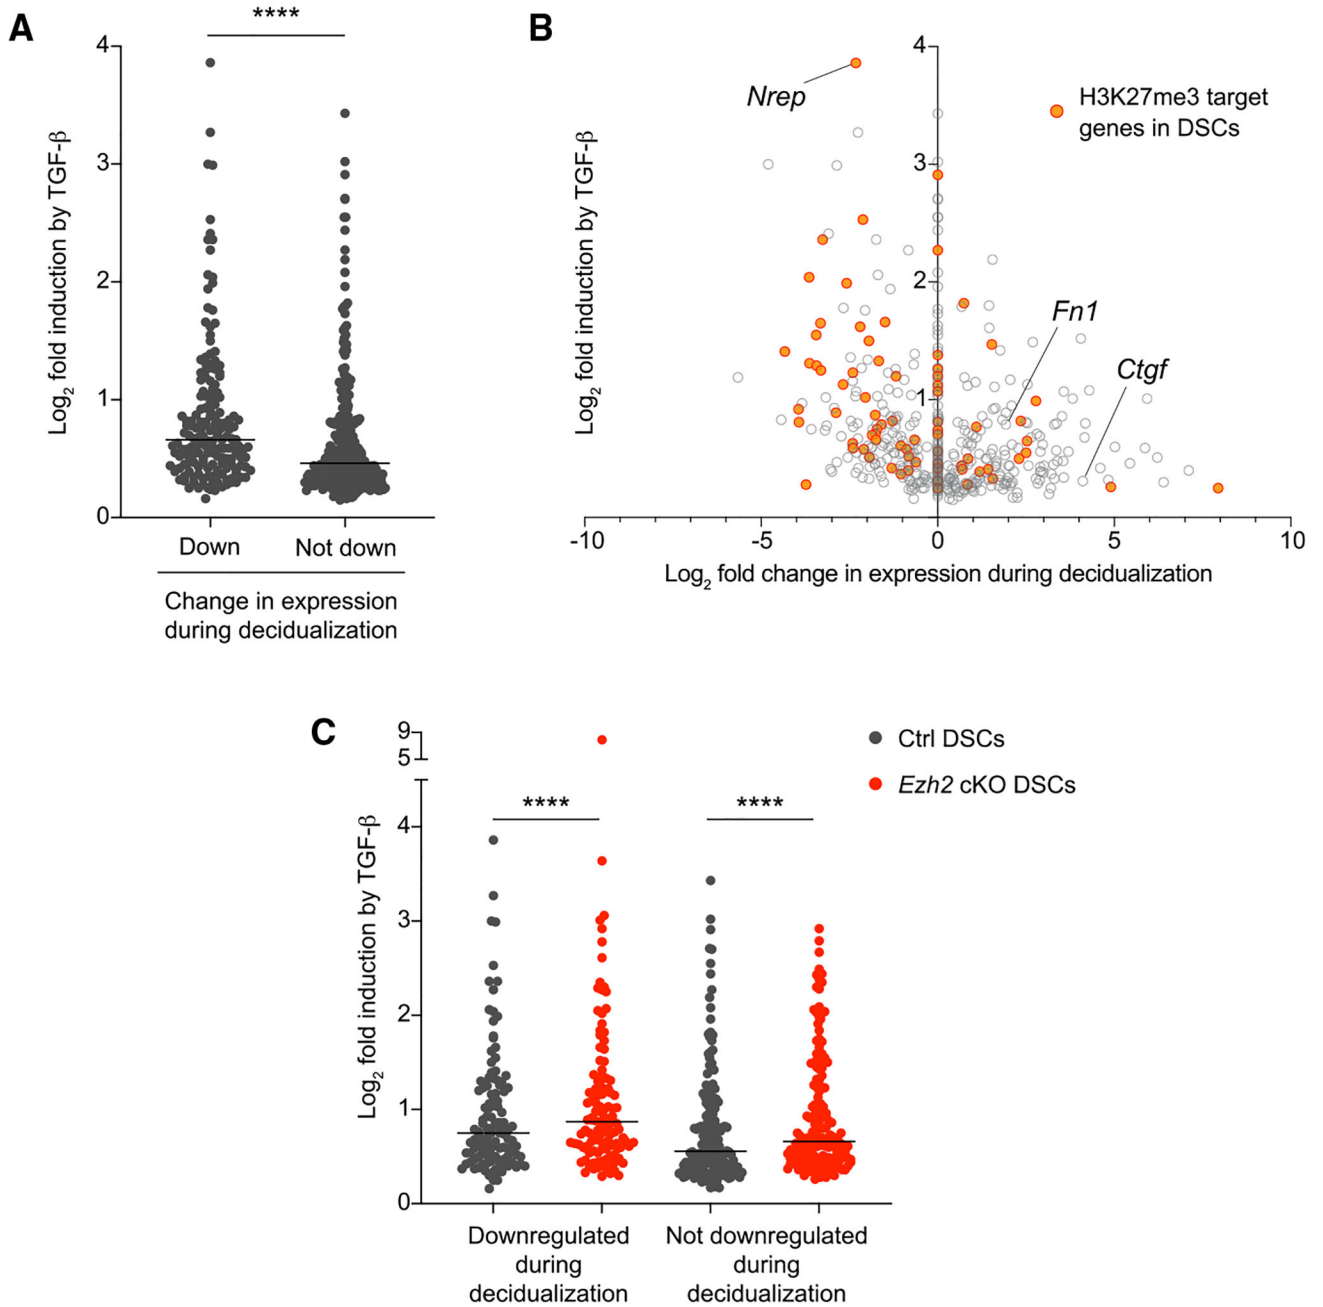 A
****
4
3
2
1
0
Log2 fold induction by TGF-β
Down
Not down
Change in expression
during decidualization
B
4
3
2
1
Log2 fold induction by TGF-β
Nrep
H3K27me3 target
genes in DSCs
Fn1
Ctgf
-10
-5
0
5
10
Log2 fold change in expression during decidualization
C
9
5
4
3
2
1
0
Log2 fold induction by TGF-β
****
****
Ctrl DSCs
Ezh2 cKO DSCs
Downregulated
during
decidualization
Not downregulated
during
decidualization